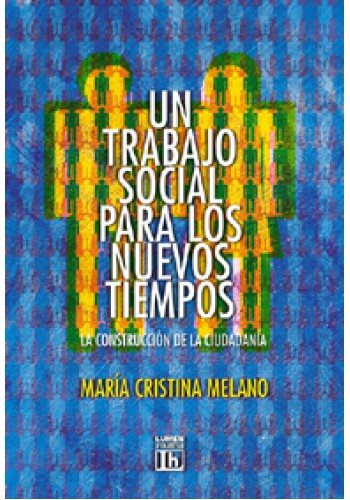 UN
TRABAJO
SOCIAL
PARA LOS
NUEVOS
TIEMPOS
LA CONSTRUCCIÓN DE LA CIUDADANÍA
MARÍA CRISTINA MELANO
LUMEN
HVMANITAS